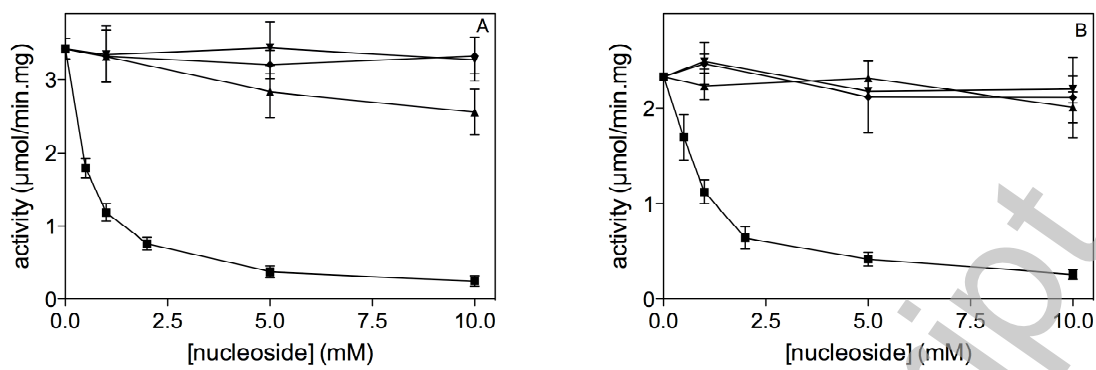 A
activity (µmol/min.mg)
3
2
1
0
0.0 2.5 5.0 7.5 10.0
[nucleoside] (mM)
B
activity (µmol/min.mg)
2
1
0
0.0 2.5 5.0 7.5 10.0
[nucleoside] (mM)
ript